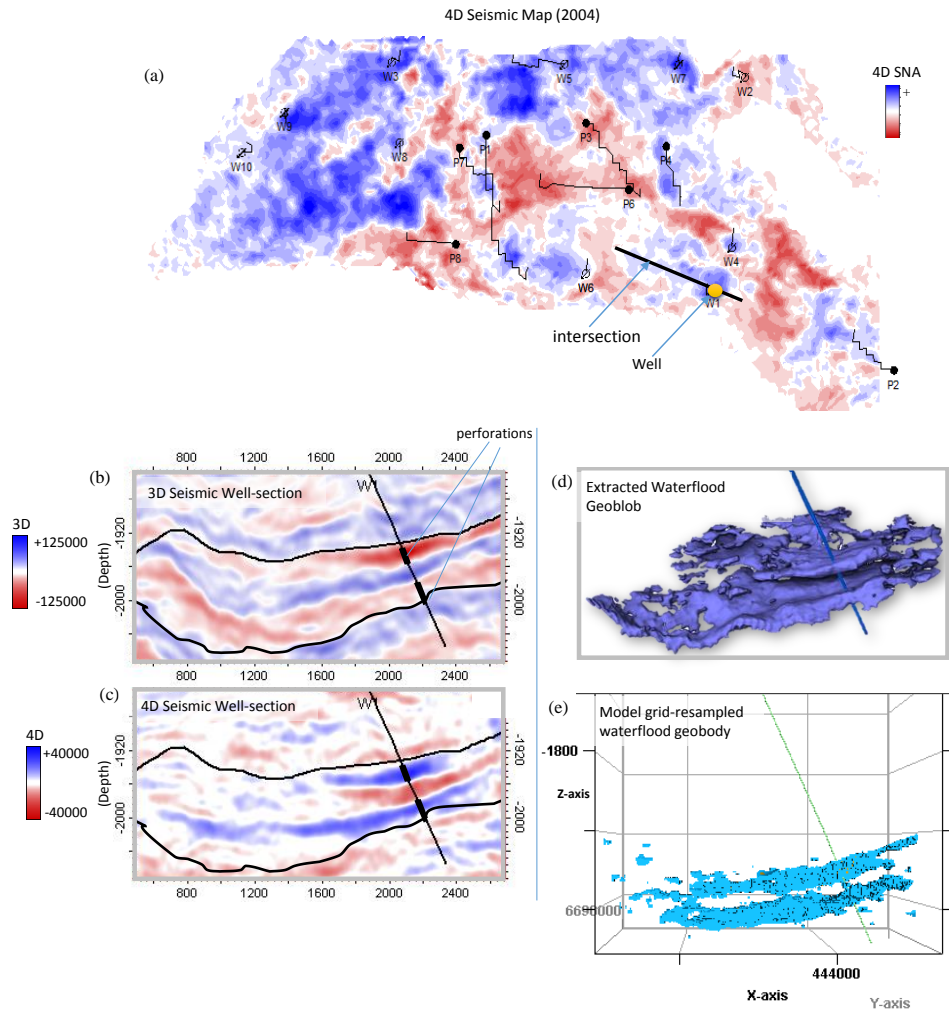 4D Seismic Map (2004)
(a)
4D SNA
+
W3
W5
W7
W2
W9
P3
P1
W8
P7
P4
W10
P6
P8
W4
W6
W1
intersection
Well
P2
perforations
(b)
800 1200 1600 2000 2400
3D Seismic Well-section
W1
3D
+125000
-125000
(Depth)
-1920
-2000
-1920
-2000
800 1200 1600 2000 2400
(c)
4D Seismic Well-section
W1
4D
+40000
-40000
(Depth)
-1920
-2000
-1920
-2000
800 1200 1600 2000 2400
(d)
Extracted Waterflood
Geoblob
(e)
Model grid-resampled
waterflood geobody
-1800
Z-axis
6698000
444000
X-axis
Y-axis